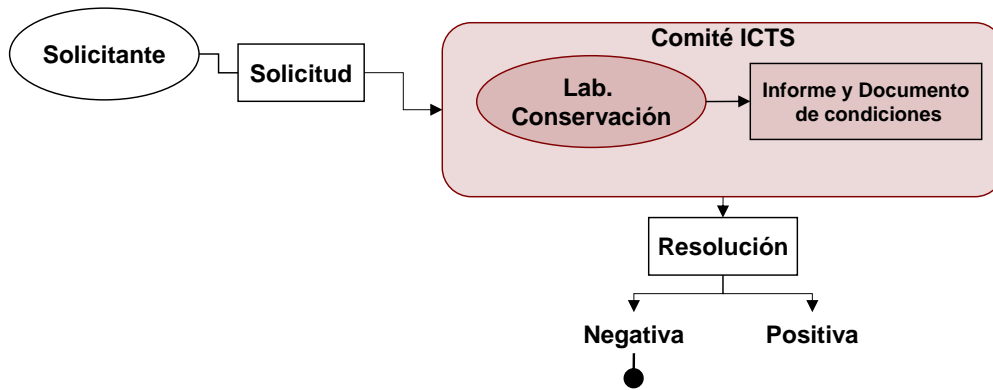 Solicitante
Solicitud
Comité ICTS
Lab.
Conservación
Informe y Documento
de condiciones
Resolución
Negativa
Positiva